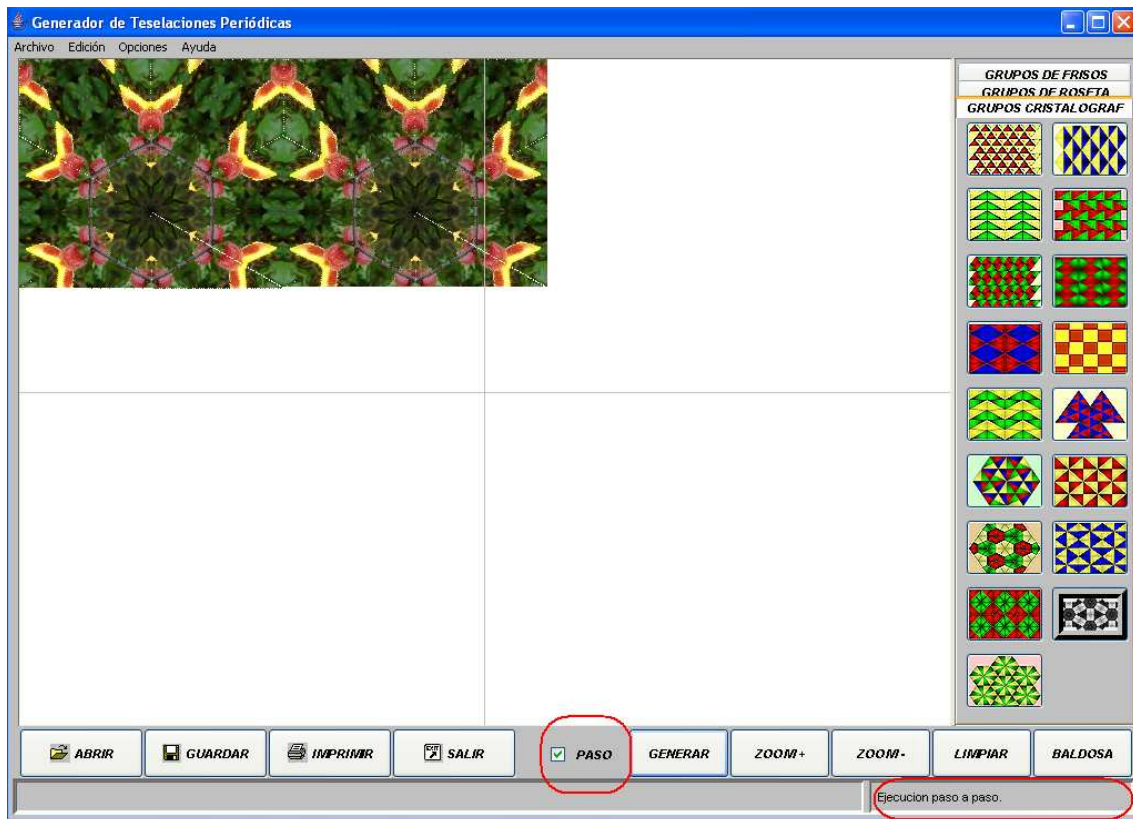 Generador de Teselaciones Periódicas
Archivo Edición Opciones Ayuda
GRUPOS DE FRISOS
GRUPOS DE ROSETA
GRUPOS CRISTALOGRAF
ABRIR GUARDAR IMPRIMIR EXIT SALIR PASO GENERAR ZOOM+ ZOOM- LIMPIAR BALDOSA
Ejecucion paso a paso.